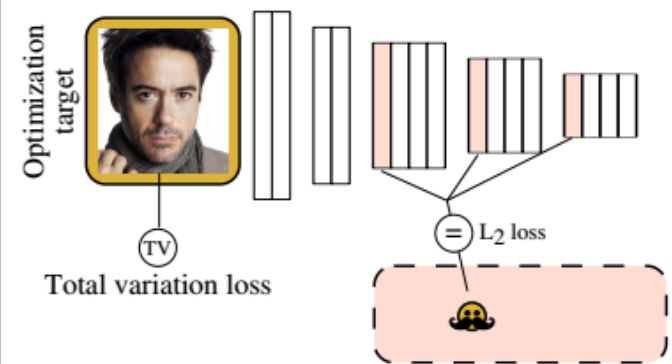 Optimization
target
TV
Total variation loss
= L2 loss